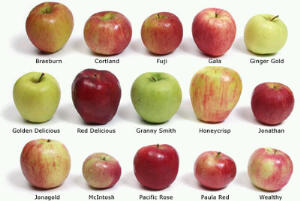 Braeburn Cortland Fuji Gala Ginger Gold
Golden Delicious Red Delicious Granny Smith Honeycrisp Jonathan
Jonagold McIntosh Pacific Rose Paula Red Wealthy